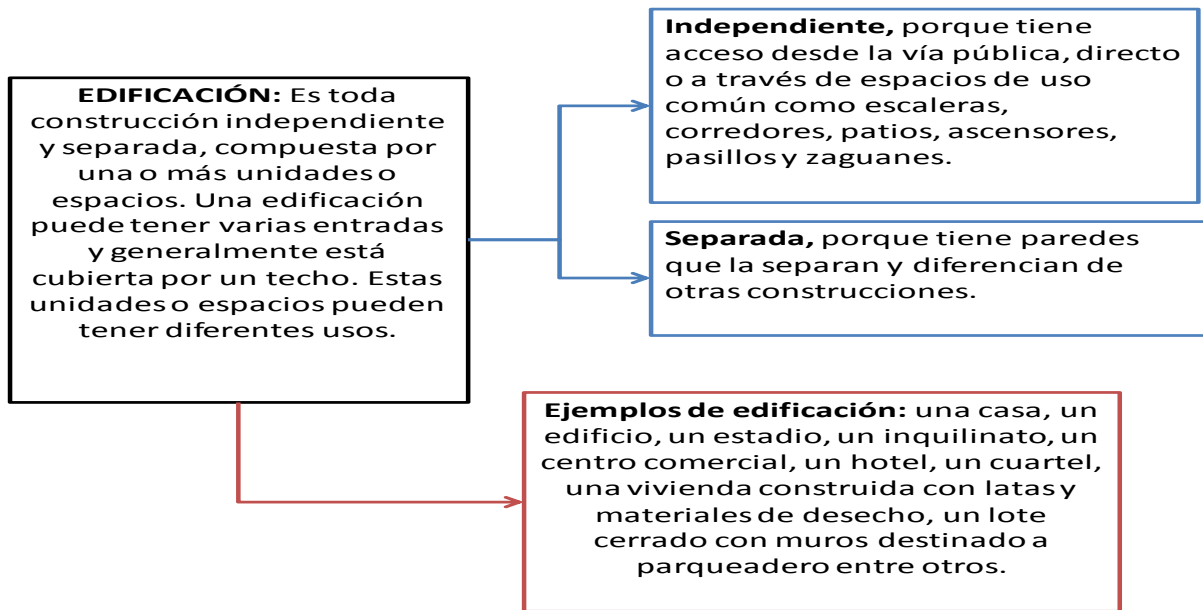 EDIFICACIÓN: Es toda
construcción independiente
y separada, compuesta por
una o más unidades o
espacios. Una edificación
puede tener varias entradas
y generalmente está
cubierta por un techo. Estas
unidades o espacios pueden
tener diferentes usos.
Independiente, porque tiene
acceso desde la vía pública, directo
o a través de espacios de uso
común como escaleras,
corredores, patios, ascensores,
pasillos y zaguanes.
Separada, porque tiene paredes
que la separan y diferencian de
otras construcciones.
Ejemplos de edificación: una casa, un
edificio, un estadio, un inquilinato, un
centro comercial, un hotel, un cuartel,
una vivienda construida con latas y
materiales de desecho, un lote
cerrado con muros destinado a
parqueadero entre otros.